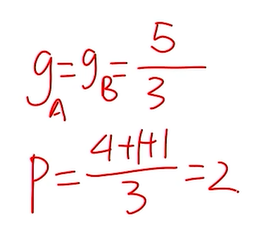 g_A = g_B = 5/3
P = (4+1+1)/3 = 2.